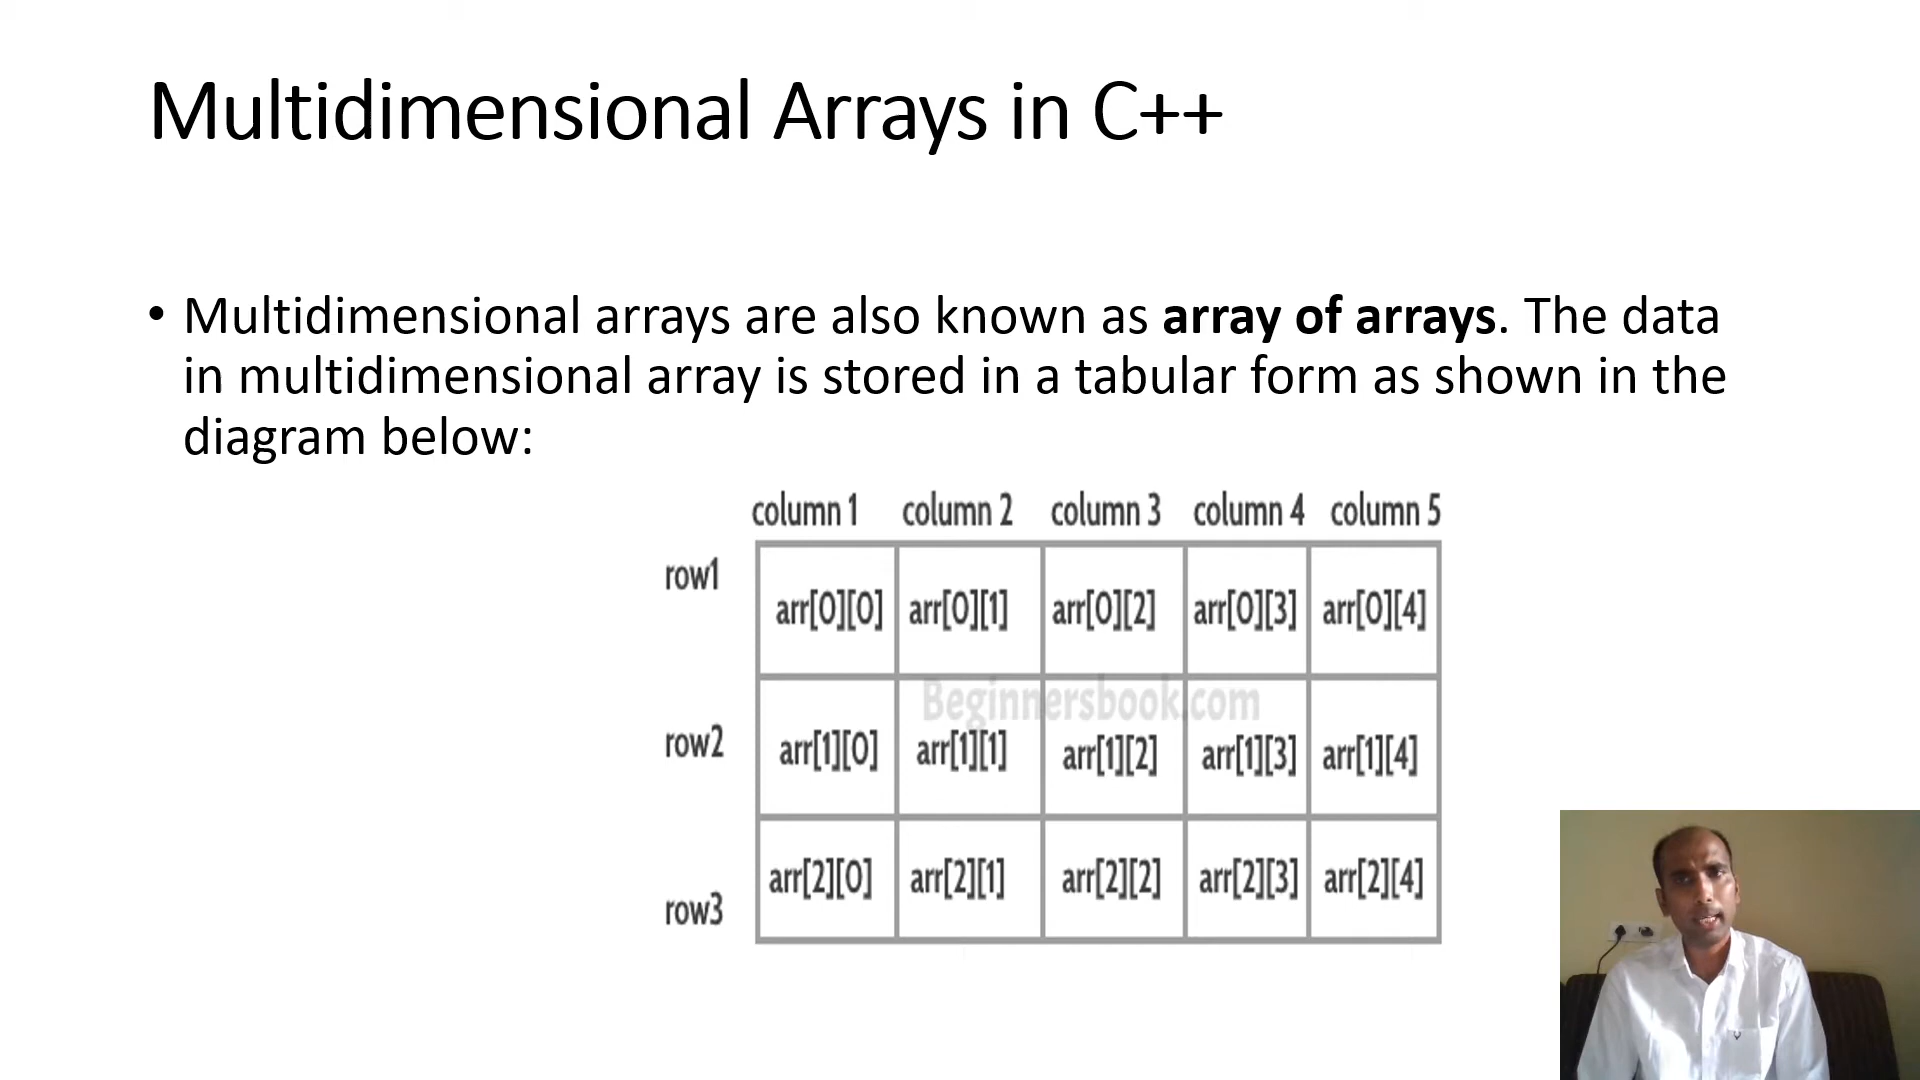 Multidimensional Arrays in C++
• Multidimensional arrays are also known as array of arrays. The data
in multidimensional array is stored in a tabular form as shown in the
diagram below:
column 1 column 2 column 3 column 4 column 5
row1 arr[0][0] arr[0][1] arr[0][2] arr[0][3] arr[0][4]
Beginnersbook.com
row2 arr[1][0] arr[1][1] arr[1][2] arr[1][3] arr[1][4]
row3 arr[2][0] arr[2][1] arr[2][2] arr[2][3] arr[2][4]